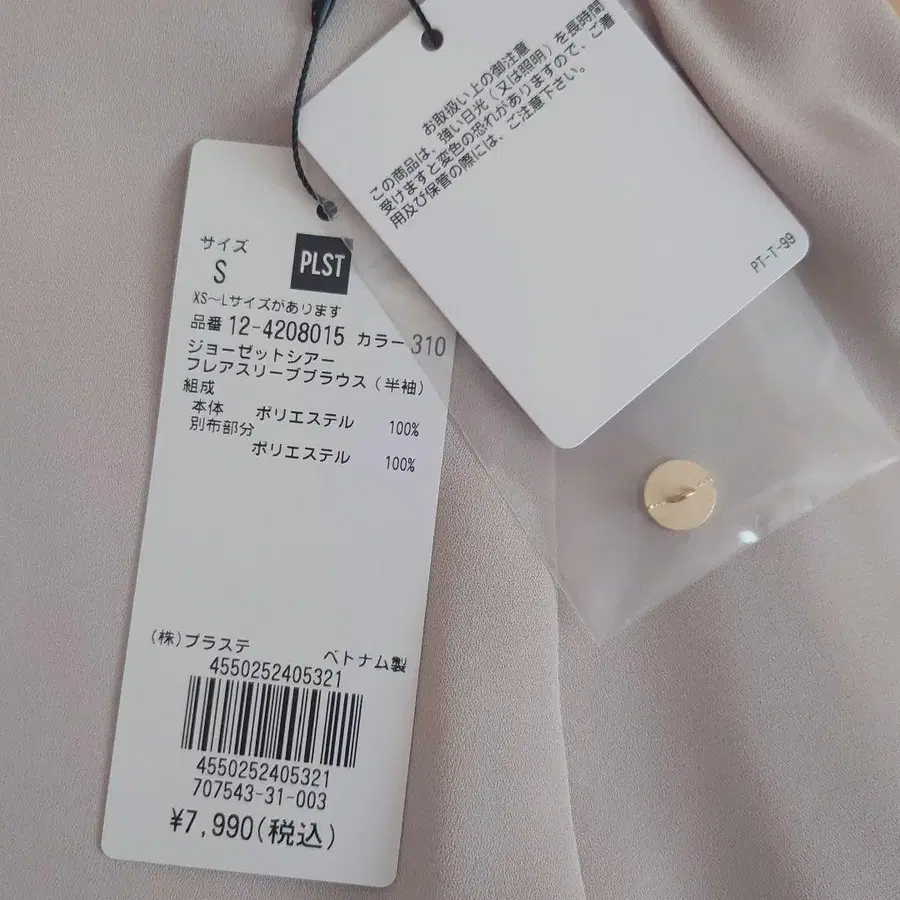 お取扱い上の御注意
この商品は、強い日光(又は照明)を長時間
受けますと変色の恐れがありますので、ご着
用及び保管の際には、ご注意下さい。
PT-T-99
サイズ
S
PLST
XS〜Lサイズがあります
品番 12-4208015 カラー 310
ジョーゼットシアー
フレアスリーブブラウス(半袖)
組成
本体 ポリエステル 100%
別布部分
ポリエステル 100%
(株)プラステ
ベトナム製
4550252405321
4550252405321
707543-31-003
¥7,990(税込)